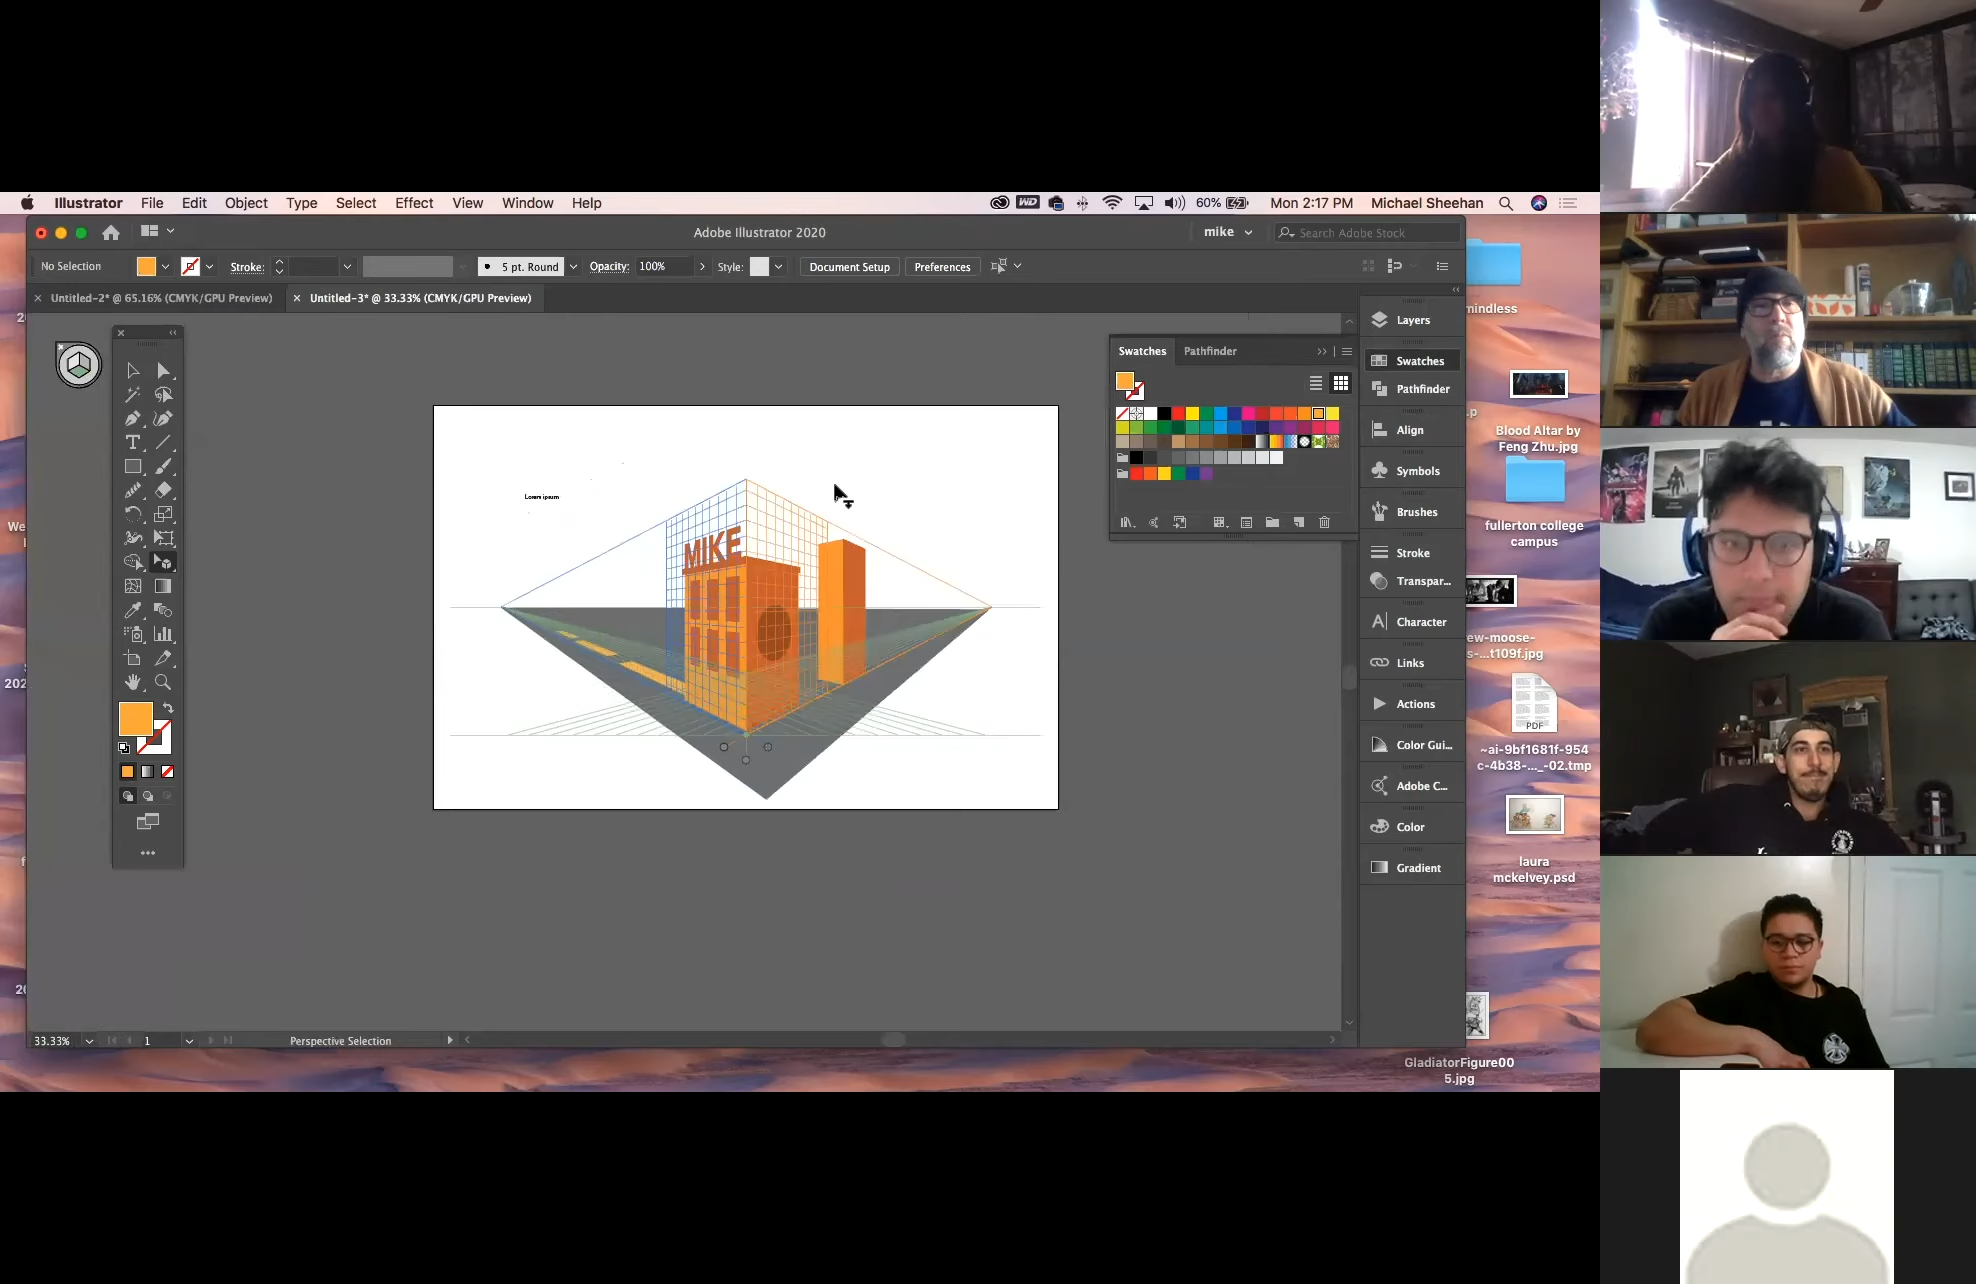 Illustrator File Edit Object Type Select Effect View Window Help
60% Mon 2:17 PM Michael Sheehan
Adobe Illustrator 2020
mike
Search Adobe Stock
No Selection
Stroke:
5 pt. Round
Opacity: 100%
Style:
Document Setup
Preferences
Untitled-2* @ 65.16% (CMYK/GPU Preview)
Untitled-3* @ 33.33% (CMYK/GPU Preview)
Swatches
Pathfinder
Lorem ipsum
MIKE
Layers
Swatches
Pathfinder
Align
Symbols
Brushes
Stroke
Transpar...
Character
Links
Actions
Color Gui...
Adobe C...
Color
Gradient
mindless
Blood Altar by
Feng Zhu.jpg
fullerton college
campus
ew-moose-
s-...t109f.jpg
PDF
~ai-9bf1681f-954
c-4b38-..._-02.tmp
laura
mckelvey.psd
GladiatorFigure00
5.jpg
33.33%
1
Perspective Selection